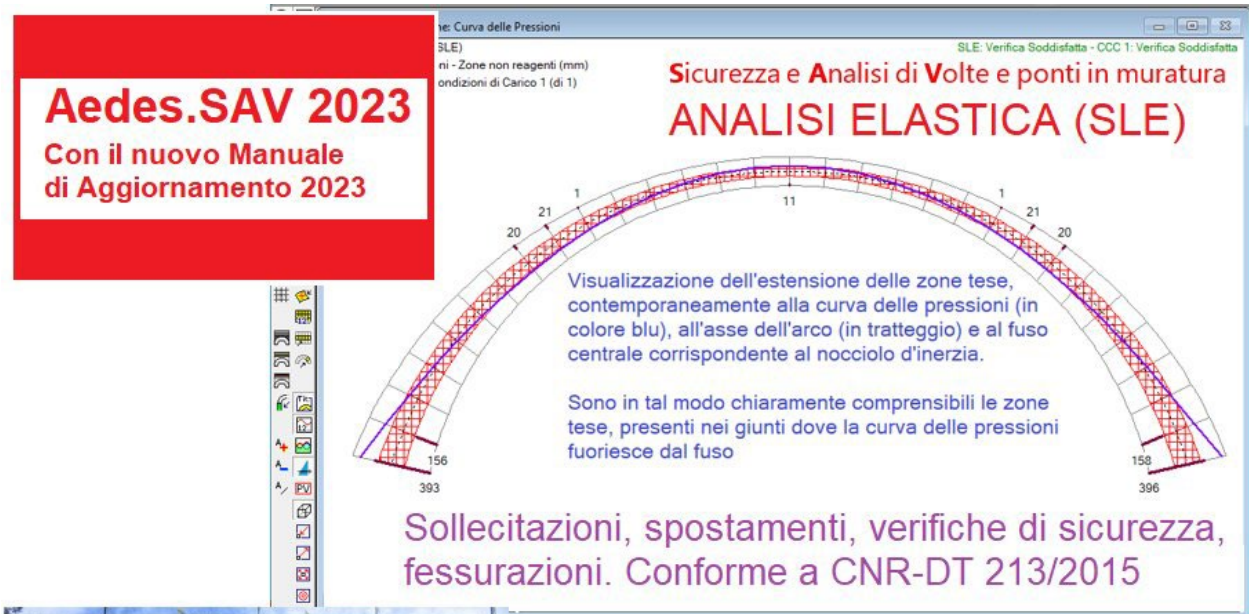 Aedes.SAV 2023
Con il nuovo Manuale
di Aggiornamento 2023
ne: Curva delle Pressioni
SLE)
SLE: Verifica Soddisfatta - CCC 1: Verifica Soddisfatta
ni - Zone non reagenti (mm)
ondizioni di Carico 1 (di 1)
Sicurezza e Analisi di Volte e ponti in muratura
ANALISI ELASTICA (SLE)
1
21
20
11
1
21
20
Visualizzazione dell'estensione delle zone tese,
contemporaneamente alla curva delle pressioni (in
colore blu), all'asse dell'arco (in tratteggio) e al fuso
centrale corrispondente al nocciolo d'inerzia.
Sono in tal modo chiaramente comprensibili le zone
tese, presenti nei giunti dove la curva delle pressioni
fuoriesce dal fuso
156
393
158
396
PV
Sollecitazioni, spostamenti, verifiche di sicurezza,
fessurazioni. Conforme a CNR-DT 213/2015